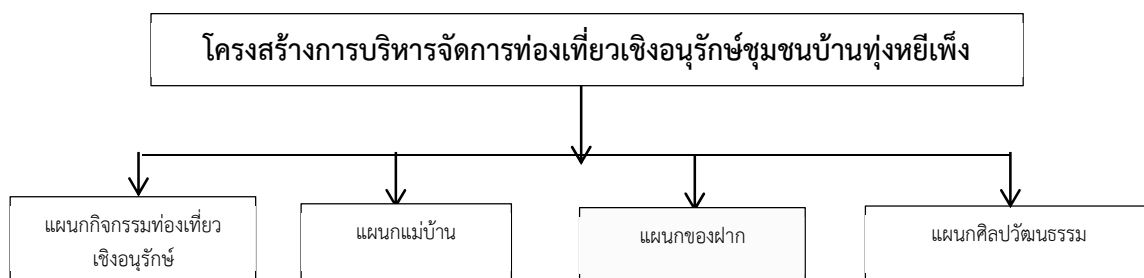 โครงสร้างการบริหารจัดการท่องเที่ยวเชิงอนุรักษ์ชุมชนบ้านทุ่งหยีเพ็ง
แผนกกิจกรรมท่องเที่ยว
เชิงอนุรักษ์
แผนกแม่บ้าน
แผนกของฝาก
แผนกศิลปวัฒนธรรม